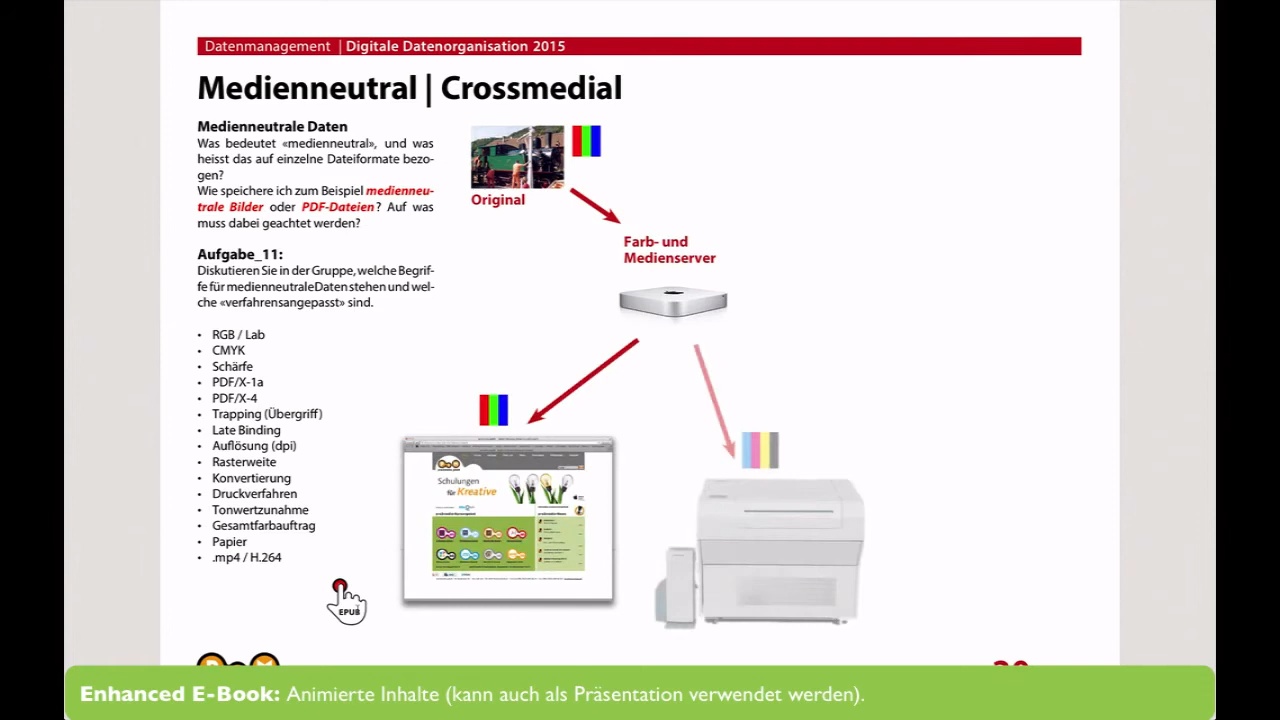 Datenmanagement | Digitale Datenorganisation 2015
Medienneutral | Crossmedial
Medienneutrale Daten
Was bedeutet «medienneutral», und was
heisst das auf einzelne Dateiformate bezo-
gen?
Wie speichere ich zum Beispiel medienneu-
trale Bilder oder PDF-Dateien? Auf was
muss dabei geachtet werden?
Aufgabe_11:
Diskutieren Sie in der Gruppe, welche Begrif-
fe für medienneutrale Daten stehen und wel-
che «verfahrensangepasst» sind.
• RGB / Lab
• CMYK
• Schärfe
• PDF/X-1a
• PDF/X-4
• Trapping (Übergriff)
• Late Binding
• Auflösung (dpi)
• Rasterweite
• Konvertierung
• Druckverfahren
• Tonwertzunahme
• Gesamtfarbauftrag
• Papier
• .mp4 / H.264
EPUB
Original
Farb- und
Medienserver
Schulungen
für Kreative
Enhanced E-Book: Animierte Inhalte (kann auch als Präsentation verwendet werden).